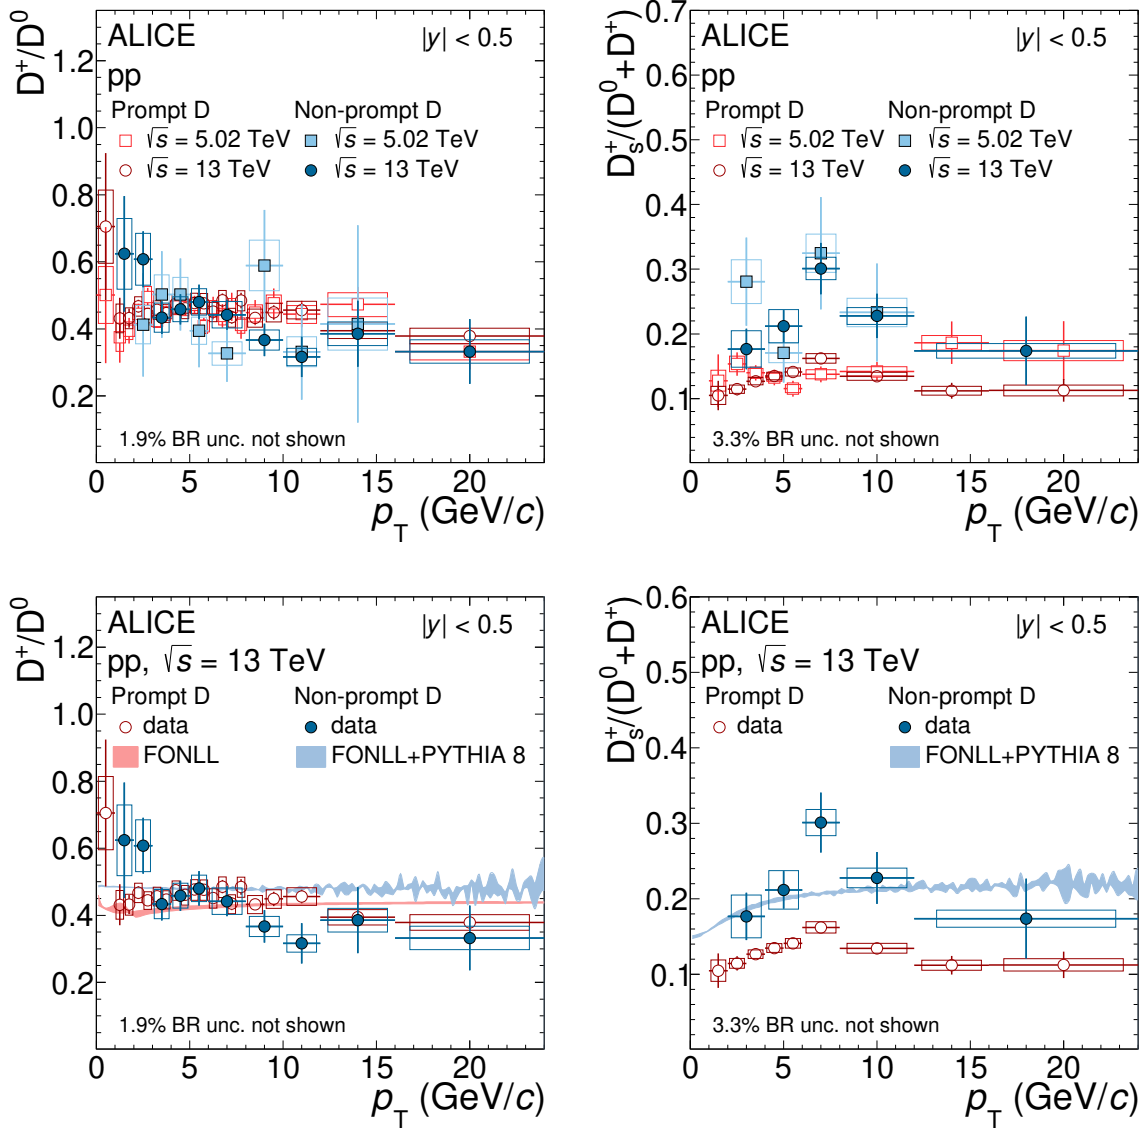 D⁺/D⁰
ALICE
|y| < 0.5
pp
Prompt D Non-prompt D
√s = 5.02 TeV √s = 5.02 TeV
√s = 13 TeV √s = 13 TeV
1.2
1.0
0.8
0.6
0.4
0.2
1.9% BR unc. not shown
0 5 10 15 20
p_T (GeV/c)
D_s⁺/(D⁰+D⁺)
ALICE
|y| < 0.5
pp
Prompt D Non-prompt D
√s = 5.02 TeV √s = 5.02 TeV
√s = 13 TeV √s = 13 TeV
0.7
0.6
0.5
0.4
0.3
0.2
0.1
3.3% BR unc. not shown
0 5 10 15 20
p_T (GeV/c)
D⁺/D⁰
ALICE
|y| < 0.5
pp, √s = 13 TeV
Prompt D Non-prompt D
data data
FONLL FONLL+PYTHIA 8
1.2
1.0
0.8
0.6
0.4
0.2
1.9% BR unc. not shown
0 5 10 15 20
p_T (GeV/c)
D_s⁺/(D⁰+D⁺)
ALICE
|y| < 0.5
pp, √s = 13 TeV
Prompt D Non-prompt D
data data
FONLL+PYTHIA 8
0.6
0.5
0.4
0.3
0.2
0.1
3.3% BR unc. not shown
0 5 10 15 20
p_T (GeV/c)